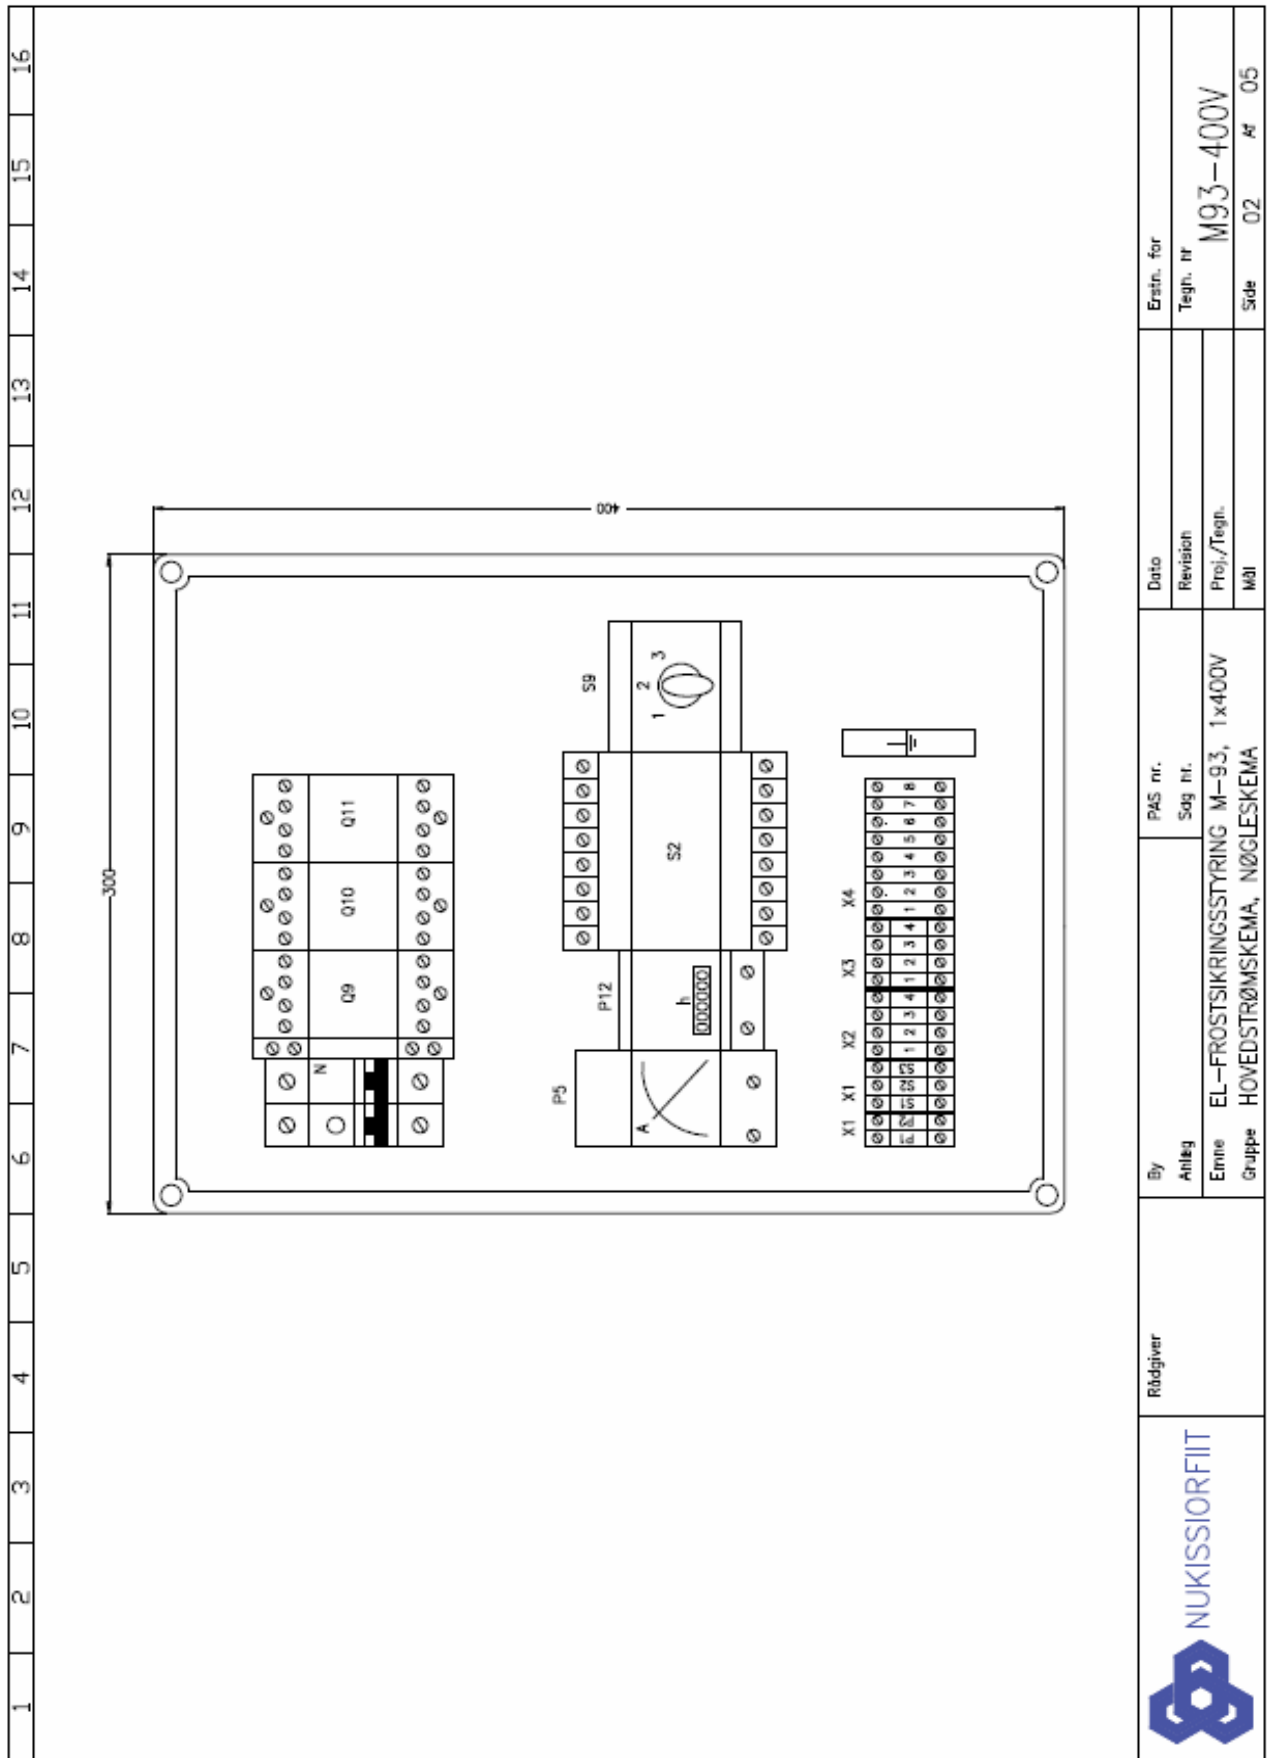 1 2 3 4 5 6 7 8 9 10 11 12 13 14 15 16
300
400
N
Q9 Q10 Q11
P5
A
P12
h
000000
S2
S9
1 2 3
X1 X1 X2 X3 X4
1 2 3 4 1 2 3 4 1 2 3 4 5 6 7 8
NUKISSIORFIIT
Rådgiver
By
Anlæg
PAS nr.
Sag nr.
Emne EL-FROSTSIKRINGSSTYRING M-93, 1x400V
Gruppe HOVEDSTRØMSKEMA, NØGLESKEMA
Dato
Revision
Proj./Tegn.
Mål
Erstn. for
Tegn. nr
M93-400V
Side 02 Af 05